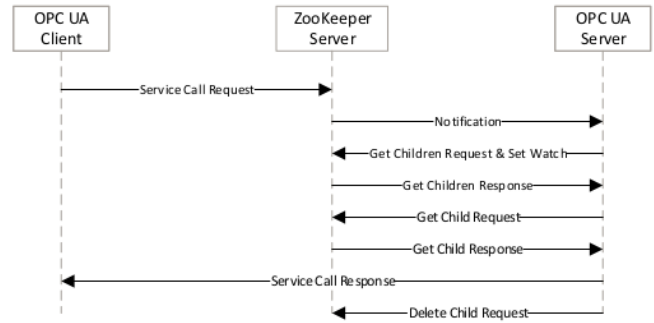 OPC UA
Client
ZooKeeper
Server
OPC UA
Server
Service Call Request
Notification
Get Children Request & Set Watch
Get Children Response
Get Child Request
Get Child Response
Service Call Response
Delete Child Request